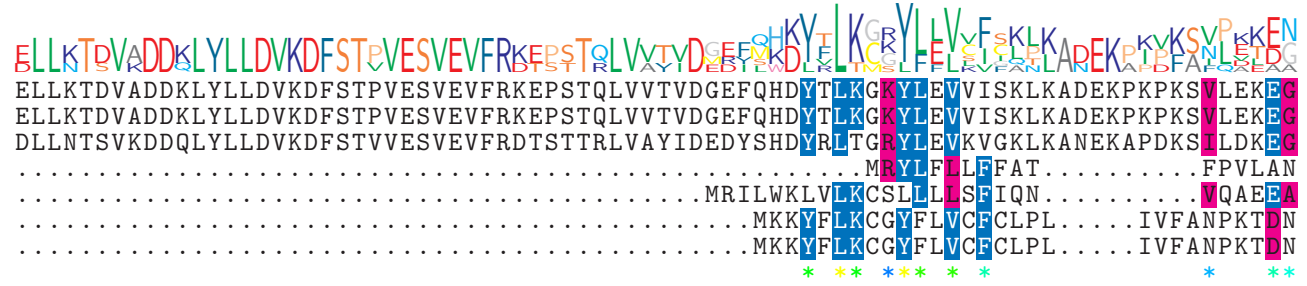 ELLKTDVADDKLYLLDVKDFSTPVESVEVFRKEPSTQLVVTVDGEFQHDYTLKGKYLEVVISKLKADEKPKPKSVLEKEG
ELLKTDVADDKLYLLDVKDFSTPVESVEVFRKEPSTQLVVTVDGEFQHDYTLKGKYLEVVISKLKADEKPKPKSVLEKEG
DLLNTSVKDDQLYLLDVKDFSTVVESVEVFRDTSTTRLVAYIDEDYSHDYRLTGRYLEVKVGKLKANEKAPDKSILDKEG
.....................................................MRYLFLLFFAT..........FPVLAN
...........................................MRILWKLVLKCSLLLLSFIQN..........VQAEEA
..............................................MKKYFLKCGYFLVCFCLPL.....IVFANPKTDN
..............................................MKKYFLKCGYFLVCFCLPL.....IVFANPKTDN
* ** *** * * * **